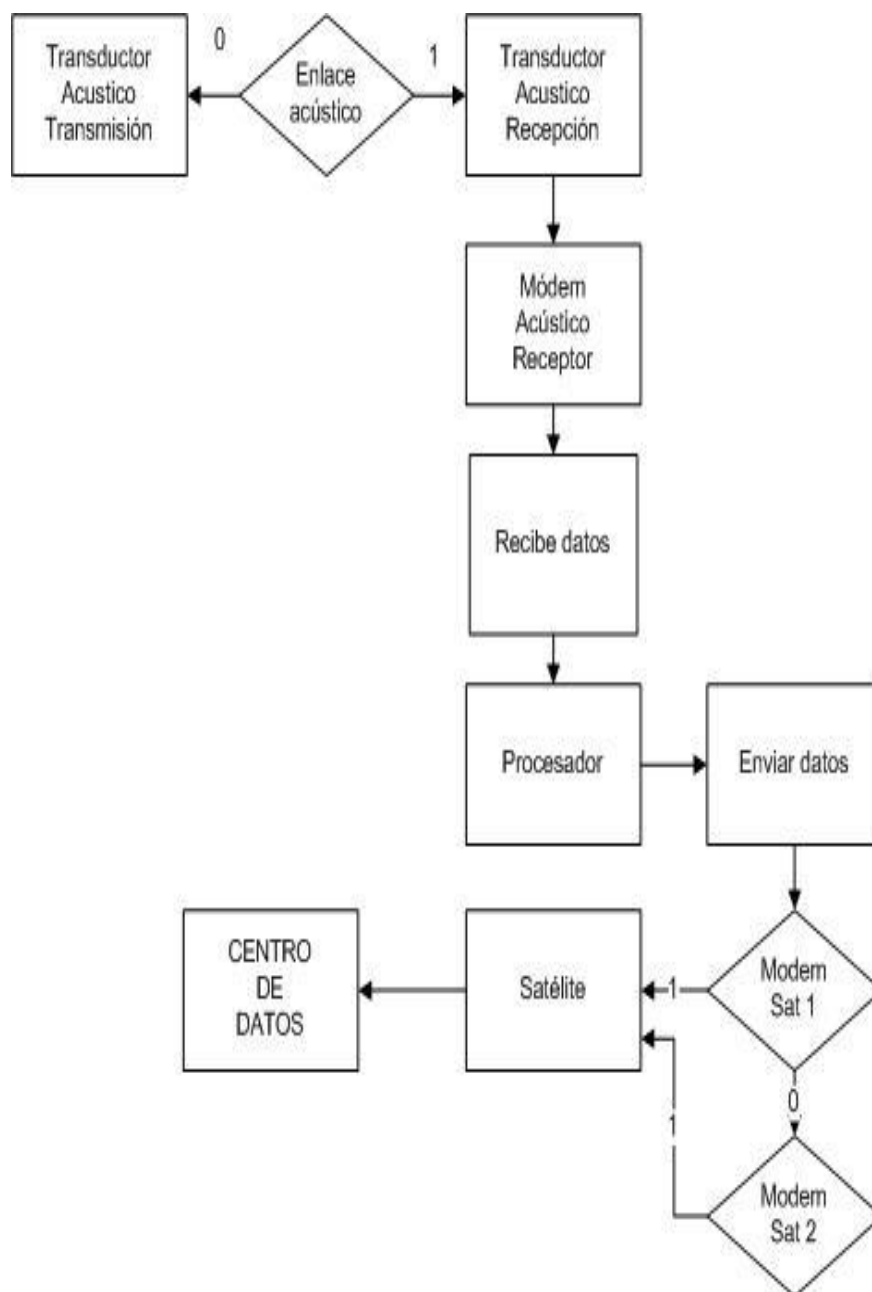 0
1
Transductor
Acustico
Transmisión
Enlace
acústico
Transductor
Acustico
Recepción
Módem
Acústico
Receptor
Recibe datos
Procesador
Enviar datos
CENTRO
DE
DATOS
Satélite
1
Modem
Sat 1
0
1
Modem
Sat 2